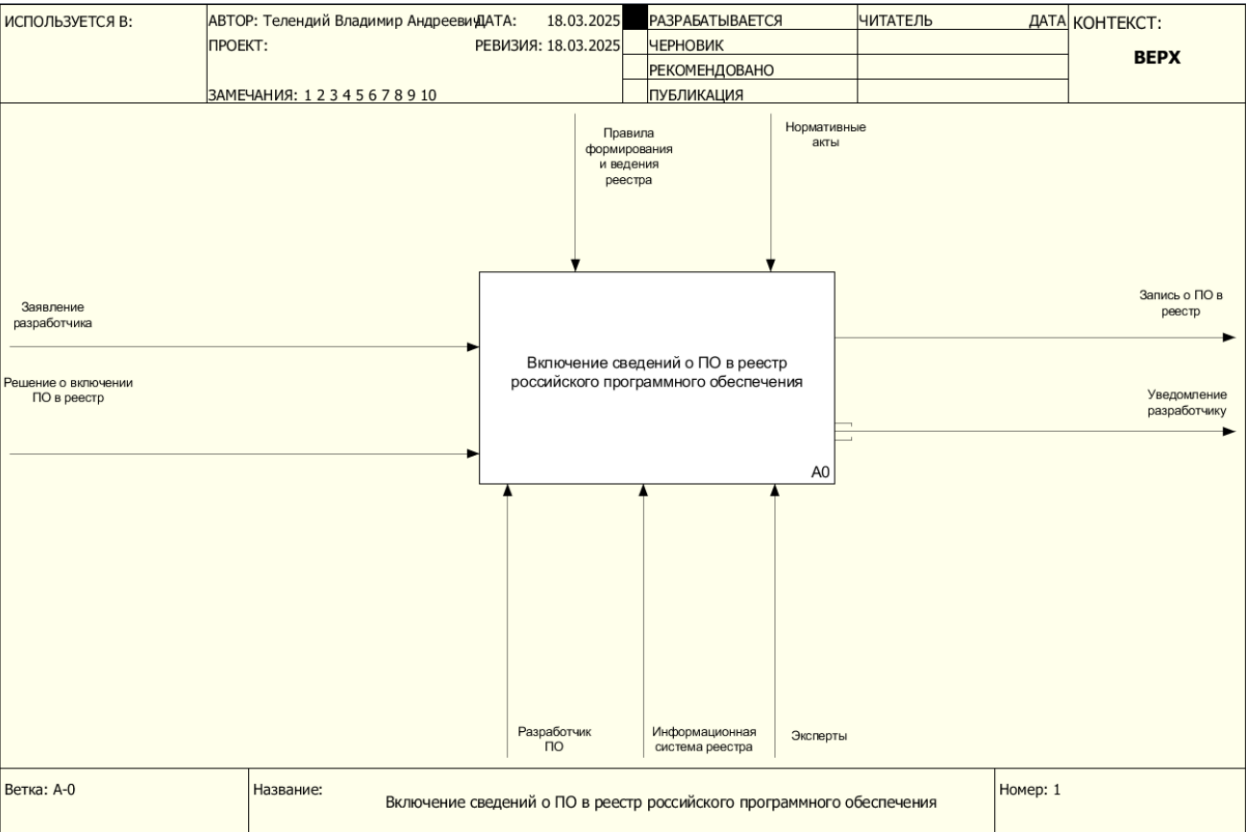 ИСПОЛЬЗУЕТСЯ В:
АВТОР: Телендий Владимир Андреевич
ДАТА: 18.03.2025
РАЗРАБАТЫВАЕТСЯ
ЧИТАТЕЛЬ
ДАТА
КОНТЕКСТ:
ПРОЕКТ:
РЕВИЗИЯ: 18.03.2025
ЧЕРНОВИК
ВЕРХ
РЕКОМЕНДОВАНО
ЗАМЕЧАНИЯ: 1 2 3 4 5 6 7 8 9 10
ПУБЛИКАЦИЯ
Правила
формирования
и ведения
реестра
Нормативные
акты
Заявление
разработчика
Решение о включении
ПО в реестр
Включение сведений о ПО в реестр
российского программного обеспечения
A0
Запись о ПО в
реестр
Уведомление
разработчику
Разработчик
ПО
Информационная
система реестра
Эксперты
Ветка: A-0
Название:
Включение сведений о ПО в реестр российского программного обеспечения
Номер: 1